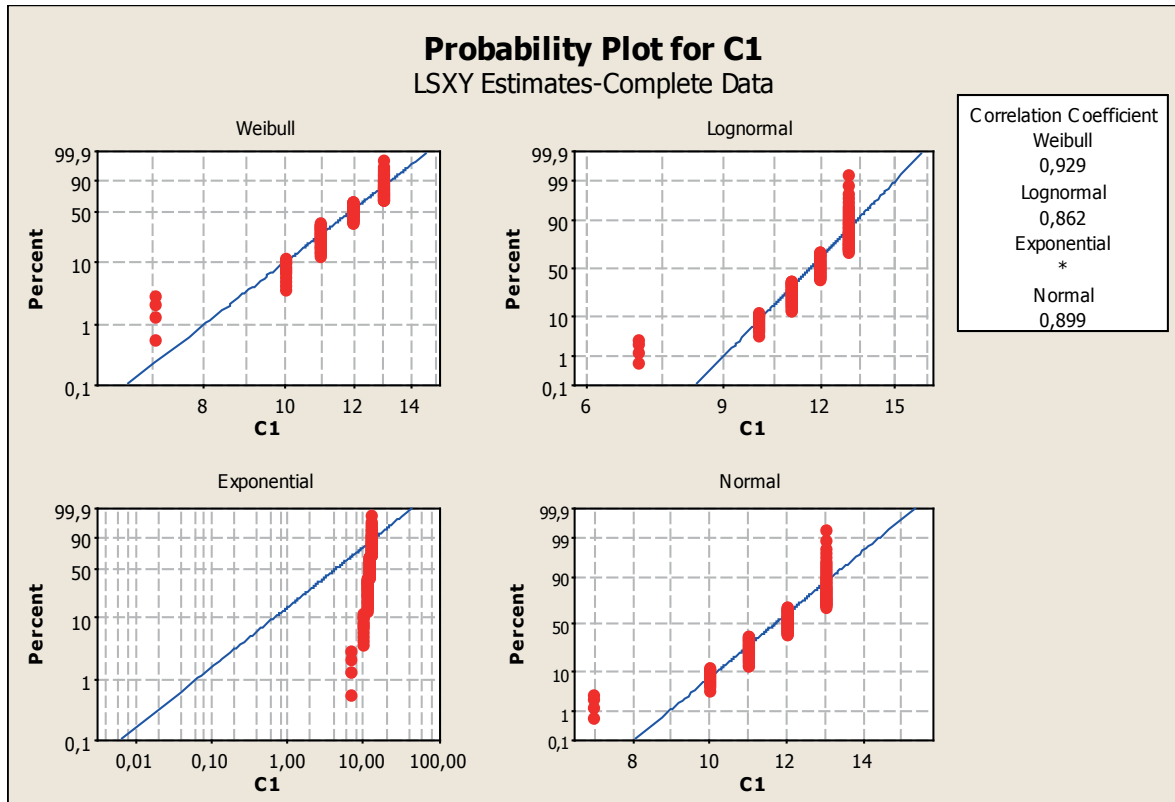 Probability Plot for C1
LSXY Estimates-Complete Data
Weibull
99,9
90
50
10
1
0,1
Percent
8 10 12 14
C1
Lognormal
99,9
99
90
50
10
1
0,1
Percent
6 9 12 15
C1
Correlation Coefficient
Weibull
0,929
Lognormal
0,862
Exponential
*
Normal
0,899
Exponential
99,9
90
50
10
1
0,1
Percent
0,01 0,10 1,00 10,00 100,00
C1
Normal
99,9
99
90
50
10
1
0,1
Percent
8 10 12 14
C1